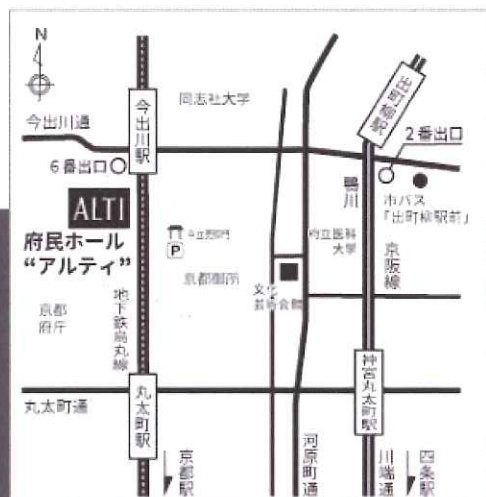 N
同志社大学
今出川駅
出町柳駅
今出川通
2番出口
6番出口
ALTI
府民ホール
“アルティ”
鴨川
市バス
「出町柳駅前」
P
京都御所
府立医科
大学
京阪線
文化
芸術会館
京都
府庁
地下鉄烏丸線
丸太町通
丸太町駅
神宮丸太町駅
京都駅
河原町通
川端通
四条駅